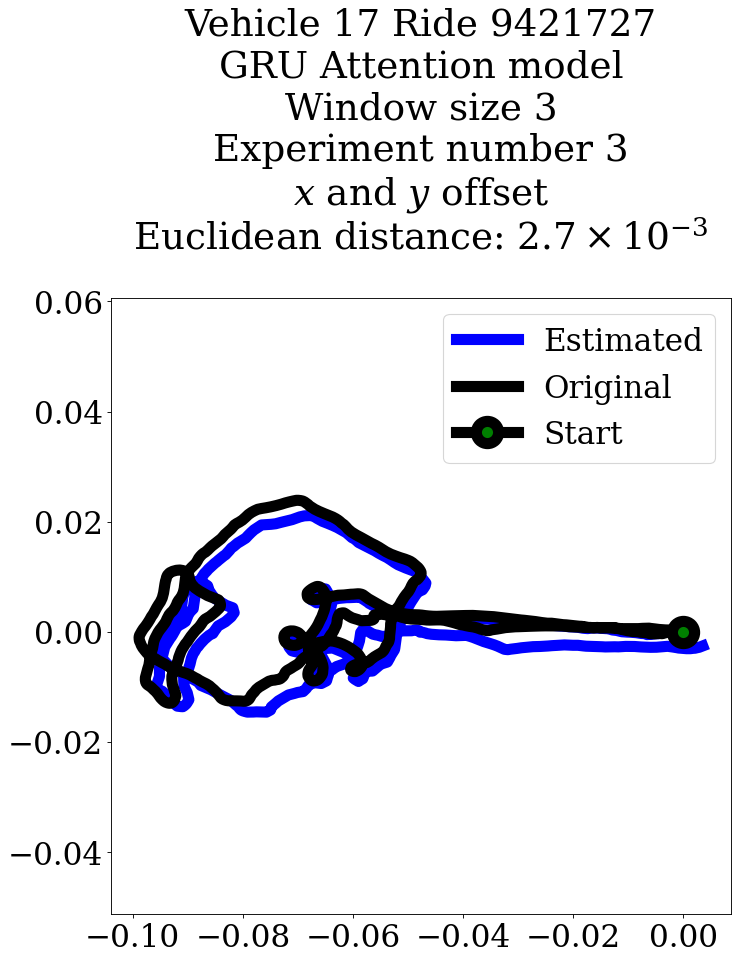 Vehicle 17 Ride 9421727
GRU Attention model
Window size 3
Experiment number 3
x and y offset
Euclidean distance: 2.7 × 10⁻³
Estimated
Original
Start
0.06
0.04
0.02
0.00
−0.02
−0.04
−0.10 −0.08 −0.06 −0.04 −0.02 0.00